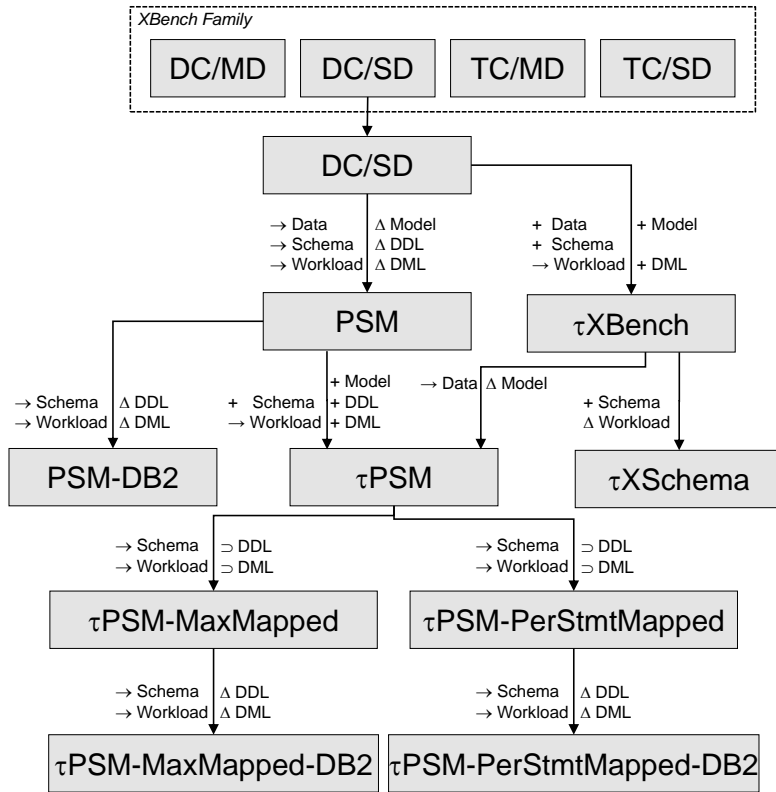 XBench Family
DC/MD
DC/SD
TC/MD
TC/SD
DC/SD
→ Data Δ Model
→ Schema Δ DDL
→ Workload Δ DML
+ Data + Model
+ Schema
→ Workload + DML
PSM
τXBench
→ Schema Δ DDL
→ Workload Δ DML
+ Model
+ Schema + DDL
→ Workload + DML
→ Data Δ Model
+ Schema
Δ Workload
PSM-DB2
τPSM
τXSchema
→ Schema ⊃ DDL
→ Workload ⊃ DML
→ Schema ⊃ DDL
→ Workload ⊃ DML
τPSM-MaxMapped
τPSM-PerStmtMapped
→ Schema Δ DDL
→ Workload Δ DML
→ Schema Δ DDL
→ Workload Δ DML
τPSM-MaxMapped-DB2
τPSM-PerStmtMapped-DB2